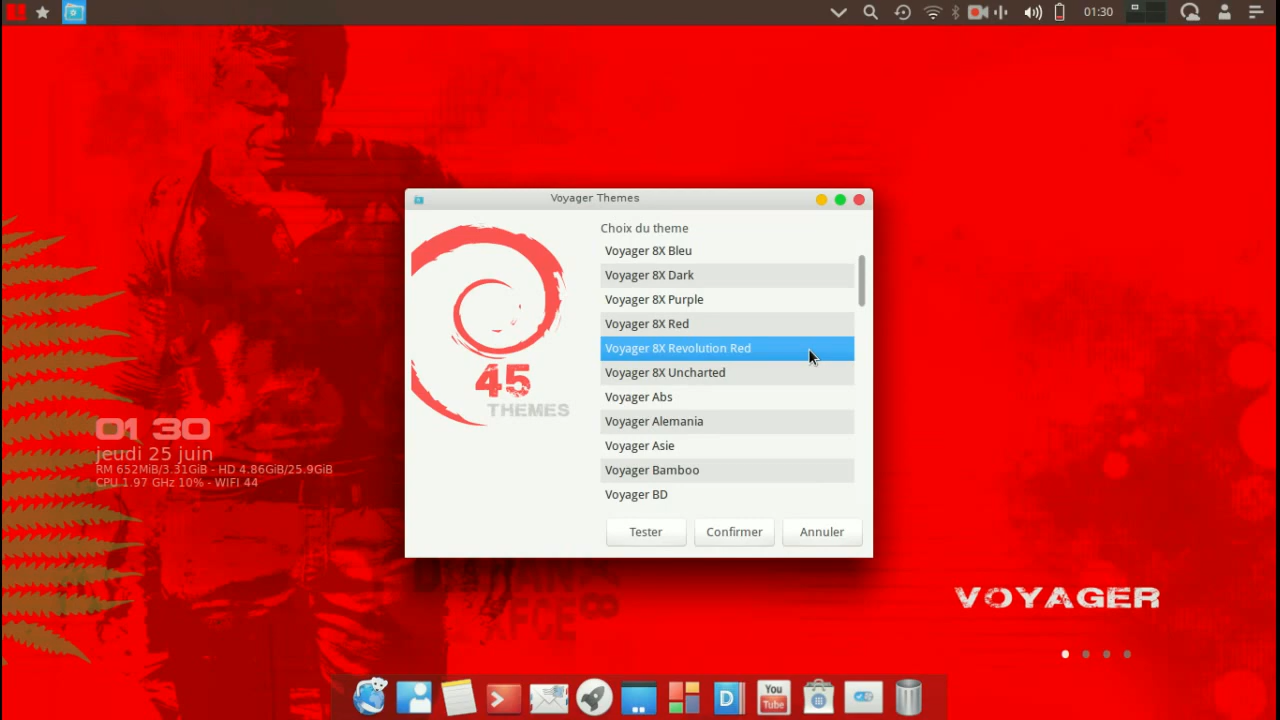 01:30
Voyager Themes
Choix du theme
Voyager 8X Bleu
Voyager 8X Dark
Voyager 8X Purple
Voyager 8X Red
Voyager 8X Revolution Red
Voyager 8X Uncharted
Voyager Abs
Voyager Alemania
Voyager Asie
Voyager Bamboo
Voyager BD
45
THEMES
Tester
Confirmer
Annuler
01 30
jeudi 25 juin
RM 652MiB/3.31GiB - HD 4.86GiB/25.9GiB
CPU 1.97 GHz 10% - WIFI 44
XFCE
8
VOYAGER
D
You
Tube